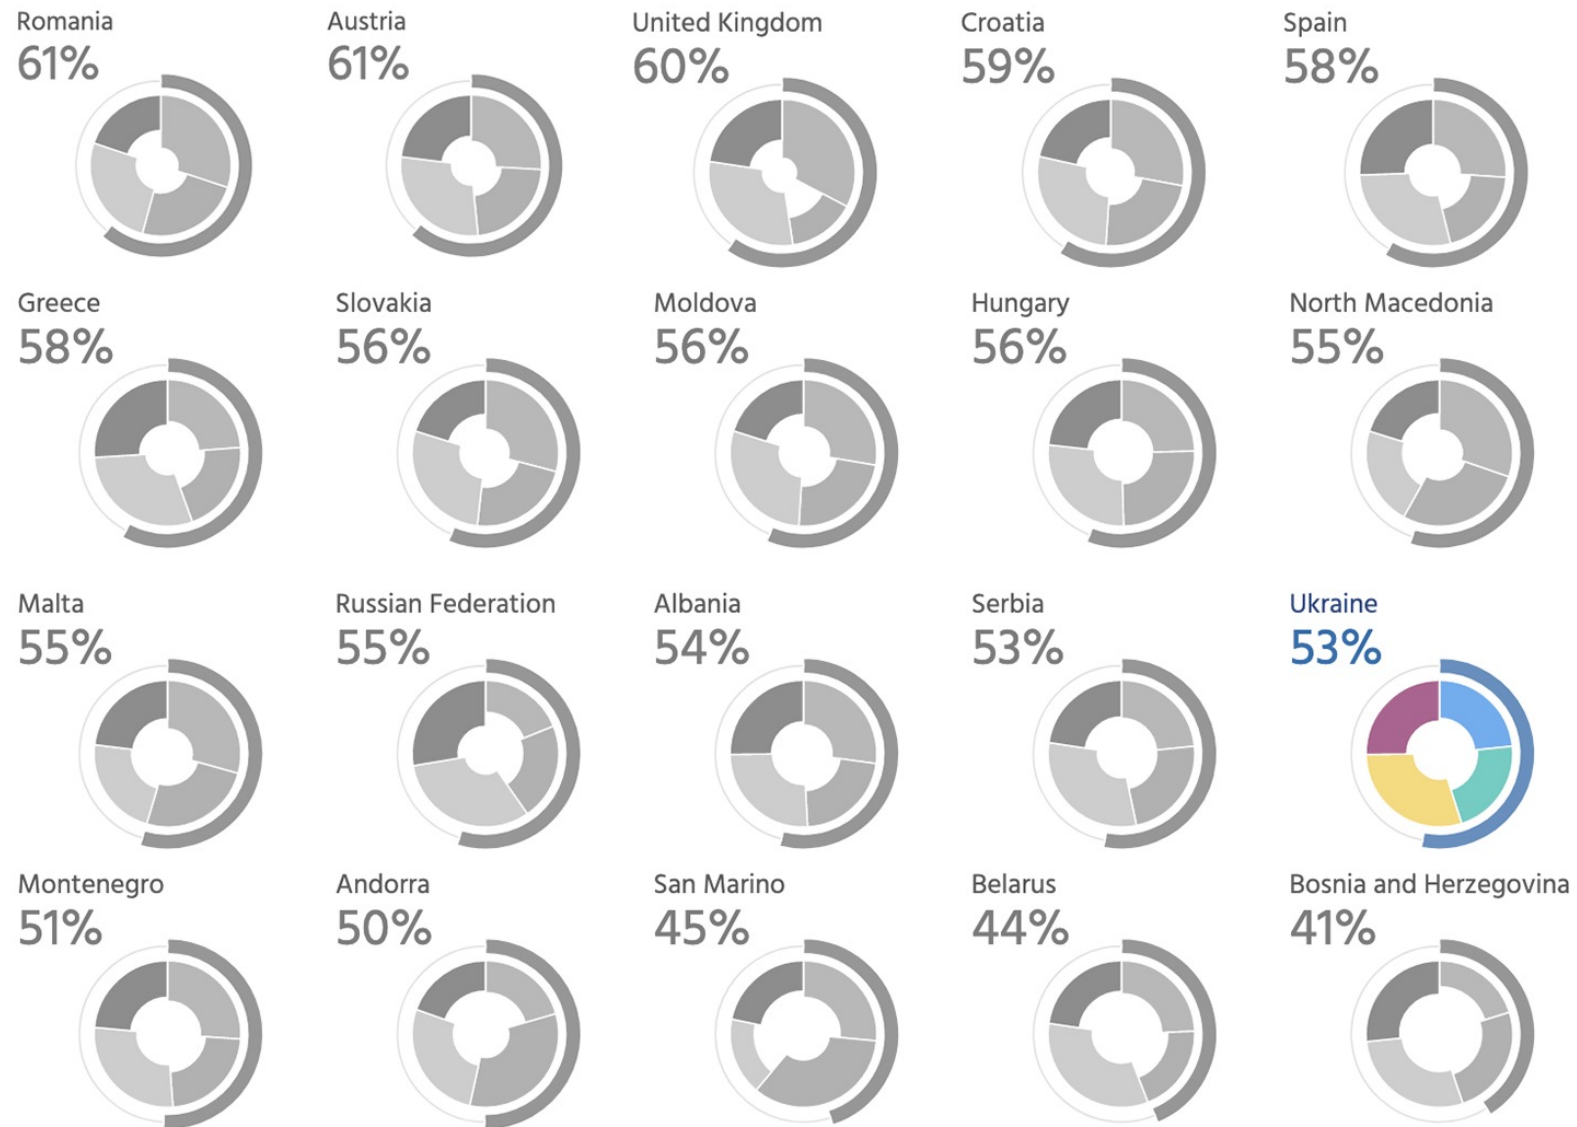 Romania
61%
Austria
61%
United Kingdom
60%
Croatia
59%
Spain
58%
Greece
58%
Slovakia
56%
Moldova
56%
Hungary
56%
North Macedonia
55%
Malta
55%
Russian Federation
55%
Albania
54%
Serbia
53%
Ukraine
53%
Montenegro
51%
Andorra
50%
San Marino
45%
Belarus
44%
Bosnia and Herzegovina
41%